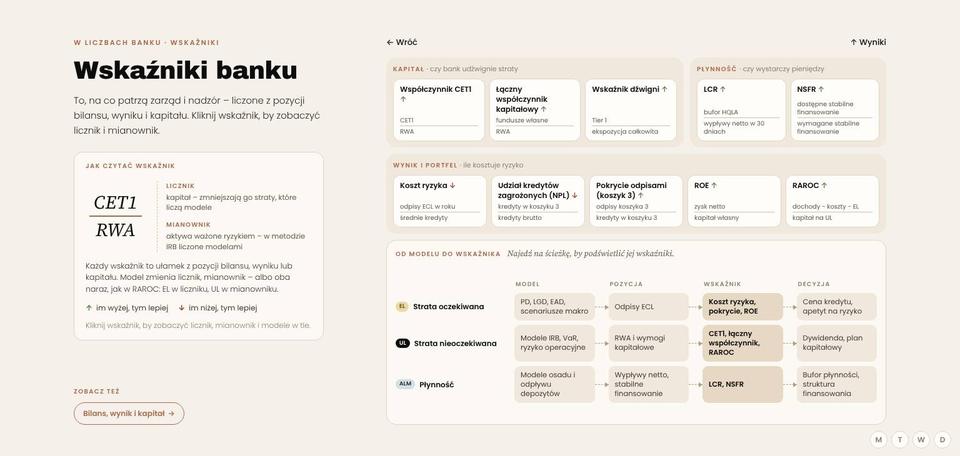 W LICZBACH BANKU · WSKAŹNIKI
Wskaźniki banku
To, na co patrzą zarząd i nadzór – liczone z pozycji
bilansu, wyniku i kapitału. Kliknij wskaźnik, by zobaczyć
licznik i mianownik.
JAK CZYTAĆ WSKAŹNIK
CET1
RWA
LICZNIK
kapitał – zmniejszają go straty, które
liczą modele
MIANOWNIK
aktywa ważone ryzykiem – w metodzie
IRB liczone modelami
Każdy wskaźnik to ułamek z pozycji bilansu, wyniku lub
kapitału. Model zmienia licznik, mianownik – albo oba
naraz, jak w RAROC: EL w liczniku, UL w mianowniku.
↑ im wyżej, tym lepiej ↓ im niżej, tym lepiej
Kliknij wskaźnik, by zobaczyć licznik, mianownik i modele w tle.
ZOBACZ TEŻ
Bilans, wynik i kapitał →
← Wróć
↑ Wyniki
KAPITAŁ · czy bank udźwignie straty
Współczynnik CET1
↑
CET1
RWA
Łączny
współczynnik
kapitałowy ↑
fundusze własne
RWA
Wskaźnik dźwigni ↑
Tier 1
ekspozycja całkowita
PŁYNNOŚĆ · czy wystarczy pieniędzy
LCR ↑
bufor HQLA
wypływy netto w 30
dniach
NSFR ↑
dostępne stabilne
finansowanie
wymagane stabilne
finansowanie
WYNIK I PORTFEL · ile kosztuje ryzyko
Koszt ryzyka ↓
odpisy ECL w roku
średnie kredyty
Udział kredytów
zagrożonych (NPL) ↓
kredyty w koszyku 3
kredyty brutto
Pokrycie odpisami
(koszyk 3) ↑
odpisy koszyka 3
kredyty w koszyku 3
ROE ↑
zysk netto
kapitał własny
RAROC ↑
dochody - koszty - EL
kapitał na UL
OD MODELU DO WSKAŹNIKA Najedź na ścieżkę, by podświetlić jej wskaźniki.
MODEL POZYCJA WSKAŹNIK DECYZJA
EL Strata oczekiwana
PD, LGD, EAD,
scenariusze makro
Odpisy ECL
Koszt ryzyka,
pokrycie, ROE
Cena kredytu,
apetyt na ryzyko
UL Strata nieoczekiwana
Modele IRB, VaR,
ryzyko operacyjne
RWA i wymogi
kapitałowe
CET1, łączny
współczynnik,
RAROC
Dywidenda, plan
kapitałowy
ALM Płynność
Modele osadu i
odpływu
depozytów
Wypływy netto,
stabilne
finansowanie
LCR, NSFR
Bufor płynności,
struktura
finansowania
M T W D